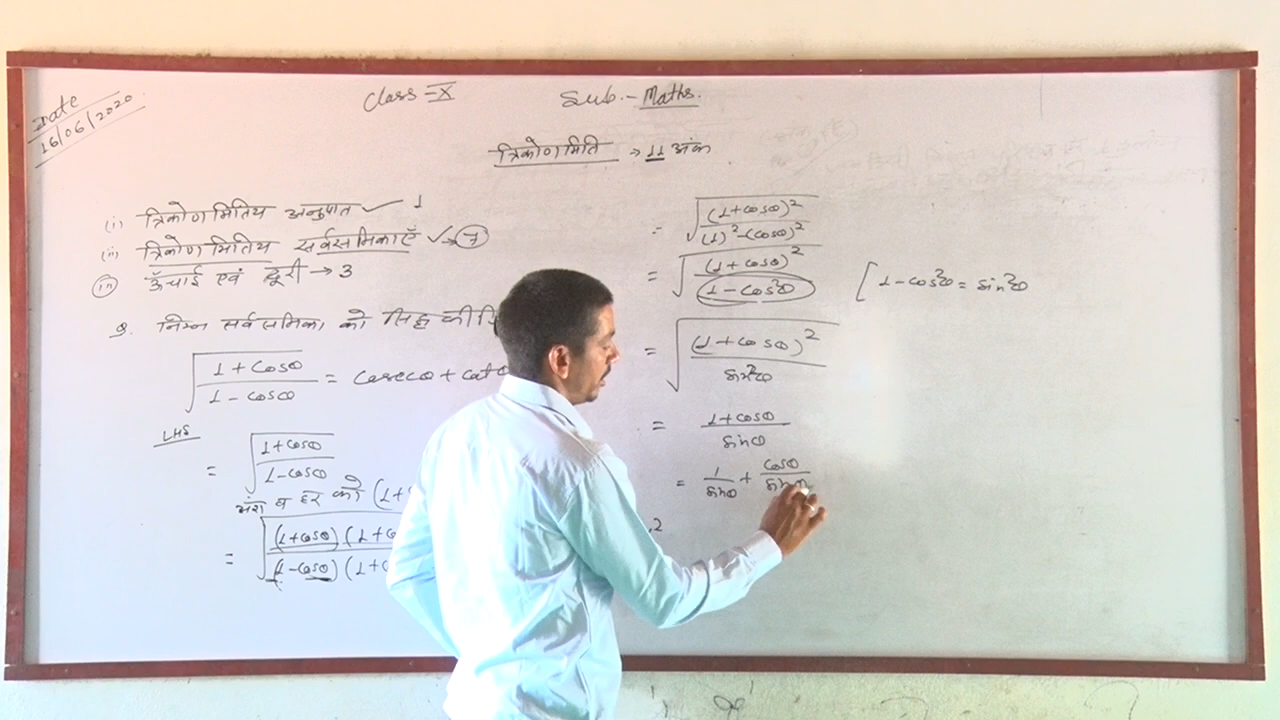 Date
16/06/2020
Class - X Sub. - Maths.
त्रिकोणमिति → 11 अंक
(i) त्रिकोणमितिय अनुपात ✓ 1
(ii) त्रिकोणमितिय सर्वसमिकाएँ ✓→ 7
(iii) ऊँचाई एवं दूरी → 3
Q. निम्न सर्वसमिका को सिद्ध
√((1+cosθ)/(1-cosθ)) = cosecθ + cotθ
LHS
= √((1+cosθ)/(1-cosθ))
अंश व हर को (1+
= √((1+cosθ)(1+c/(1-cosθ)(1+c
= √((1+cosθ)²/(1)²-(cosθ)²)
= √((1+cosθ)²/1-cos²θ) [1-cos²θ = sin²θ
= √((1+cosθ)²/sin²θ)
= (1+cosθ)/sinθ
= 1/sinθ + cosθ/sinθ